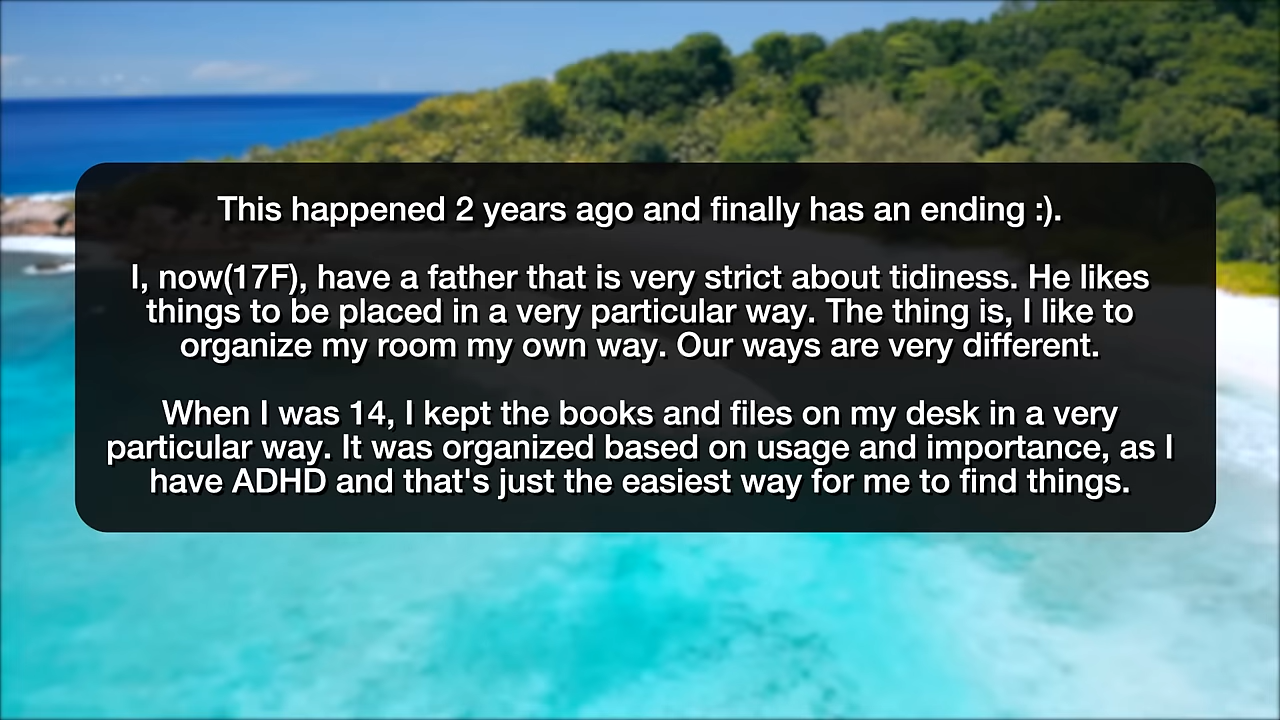 This happened 2 years ago and finally has an ending :).
I, now(17F), have a father that is very strict about tidiness. He likes
things to be placed in a very particular way. The thing is, I like to
organize my room my own way. Our ways are very different.
When I was 14, I kept the books and files on my desk in a very
particular way. It was organized based on usage and importance, as I
have ADHD and that's just the easiest way for me to find things.